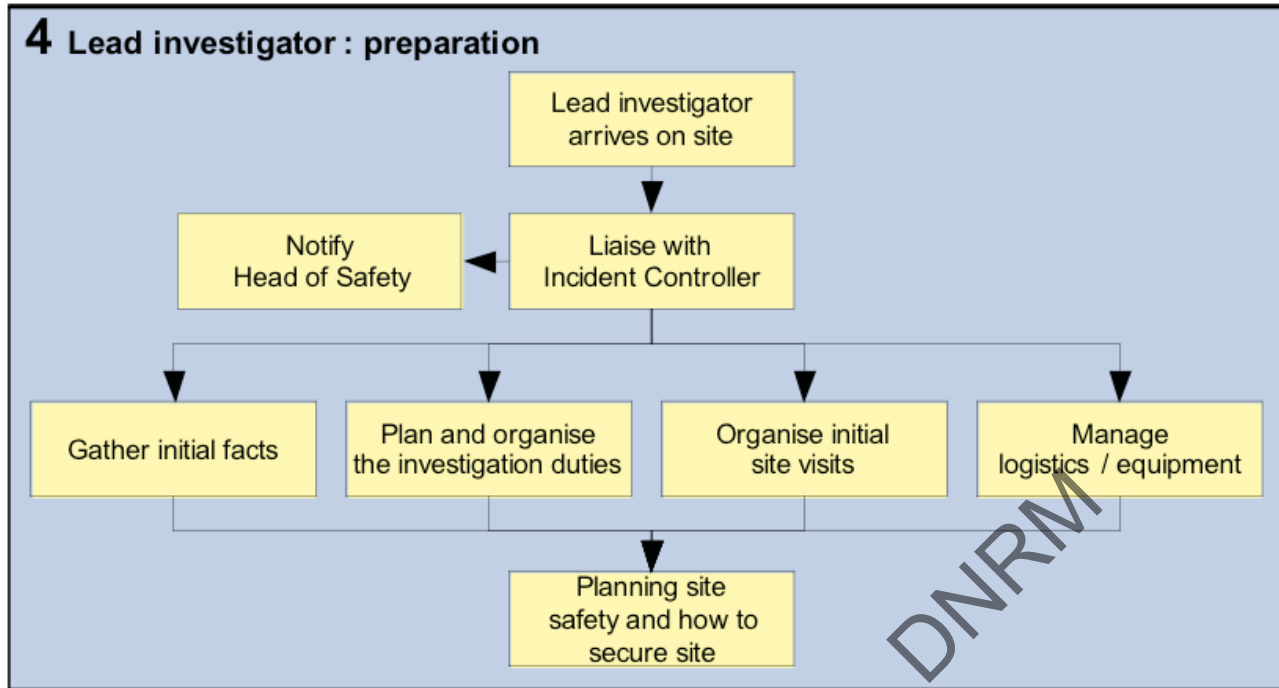 4 Lead investigator : preparation
Lead investigator
arrives on site
Notify
Head of Safety
Liaise with
Incident Controller
Gather initial facts
Plan and organise
the investigation duties
Organise initial
site visits
Manage
logistics / equipment
Planning site
safety and how to
secure site
DNRM